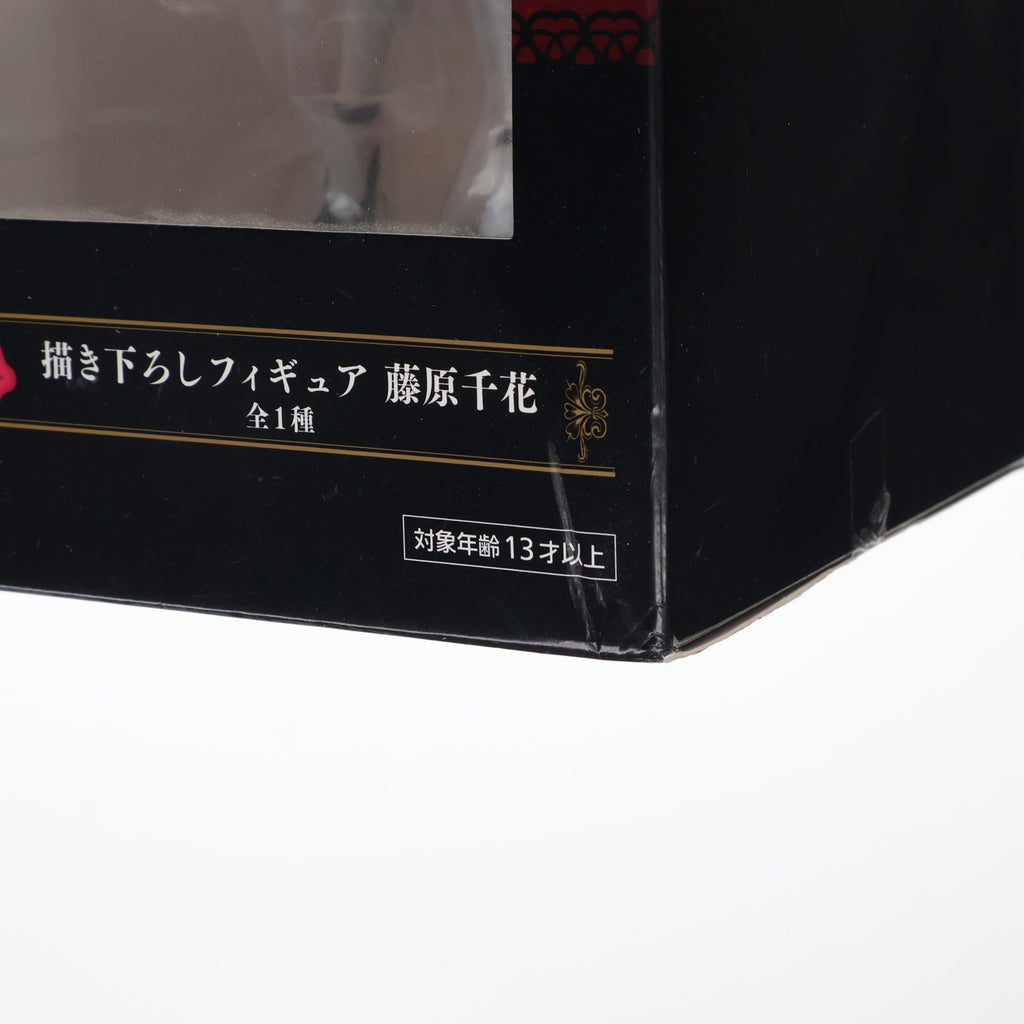 描き下ろしフィギュア 藤原千花
全1種
対象年齢13才以上